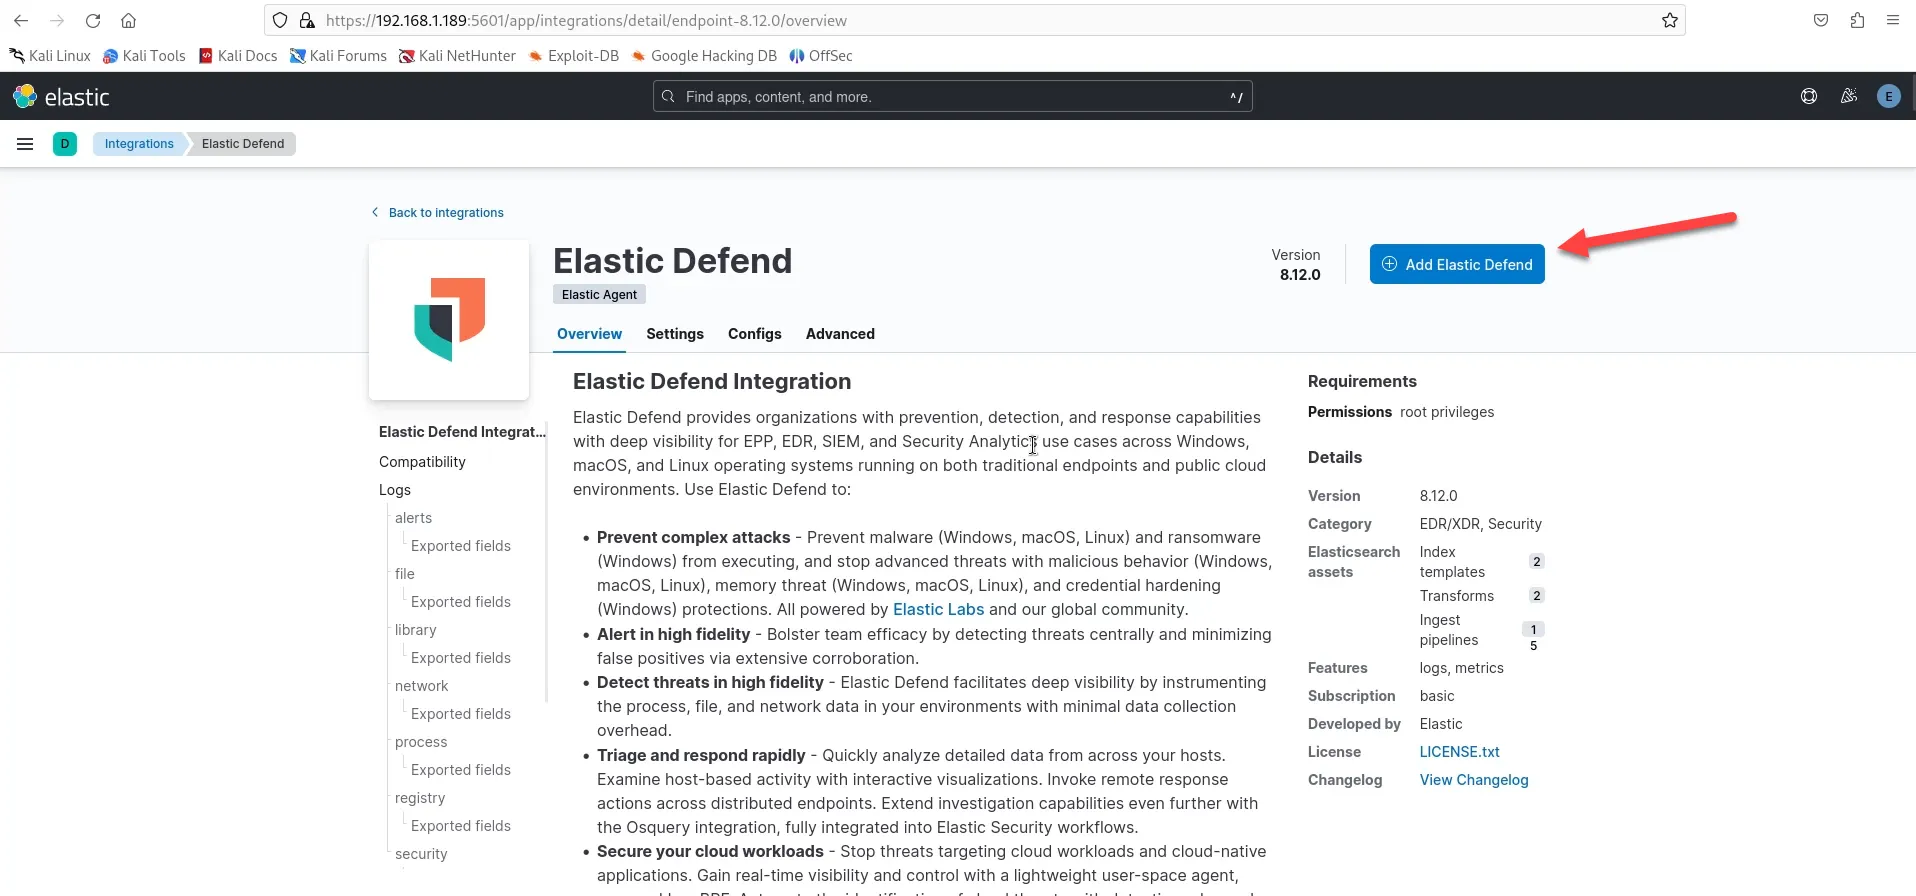 https://192.168.1.189:5601/app/integrations/detail/endpoint-8.12.0/overview
Kali Linux Kali Tools Kali Docs Kali Forums Kali NetHunter Exploit-DB Google Hacking DB OffSec
elastic Find apps, content, and more. ^/ E
D Integrations Elastic Defend
Back to integrations
Elastic Defend
Elastic Agent
Version
8.12.0
Add Elastic Defend
Overview Settings Configs Advanced
Elastic Defend Integrat...
Compatibility
Logs
alerts
Exported fields
file
Exported fields
library
Exported fields
network
Exported fields
process
Exported fields
registry
Exported fields
security
Elastic Defend Integration
Elastic Defend provides organizations with prevention, detection, and response capabilities
with deep visibility for EPP, EDR, SIEM, and Security Analytics use cases across Windows,
macOS, and Linux operating systems running on both traditional endpoints and public cloud
environments. Use Elastic Defend to:
• Prevent complex attacks - Prevent malware (Windows, macOS, Linux) and ransomware
(Windows) from executing, and stop advanced threats with malicious behavior (Windows,
macOS, Linux), memory threat (Windows, macOS, Linux), and credential hardening
(Windows) protections. All powered by Elastic Labs and our global community.
• Alert in high fidelity - Bolster team efficacy by detecting threats centrally and minimizing
false positives via extensive corroboration.
• Detect threats in high fidelity - Elastic Defend facilitates deep visibility by instrumenting
the process, file, and network data in your environments with minimal data collection
overhead.
• Triage and respond rapidly - Quickly analyze detailed data from across your hosts.
Examine host-based activity with interactive visualizations. Invoke remote response
actions across distributed endpoints. Extend investigation capabilities even further with
the Osquery integration, fully integrated into Elastic Security workflows.
• Secure your cloud workloads - Stop threats targeting cloud workloads and cloud-native
applications. Gain real-time visibility and control with a lightweight user-space agent,
Requirements
Permissions root privileges
Details
Version 8.12.0
Category EDR/XDR, Security
Elasticsearch assets
Index templates 2
Transforms 2
Ingest pipelines 15
Features logs, metrics
Subscription basic
Developed by Elastic
License LICENSE.txt
Changelog View Changelog